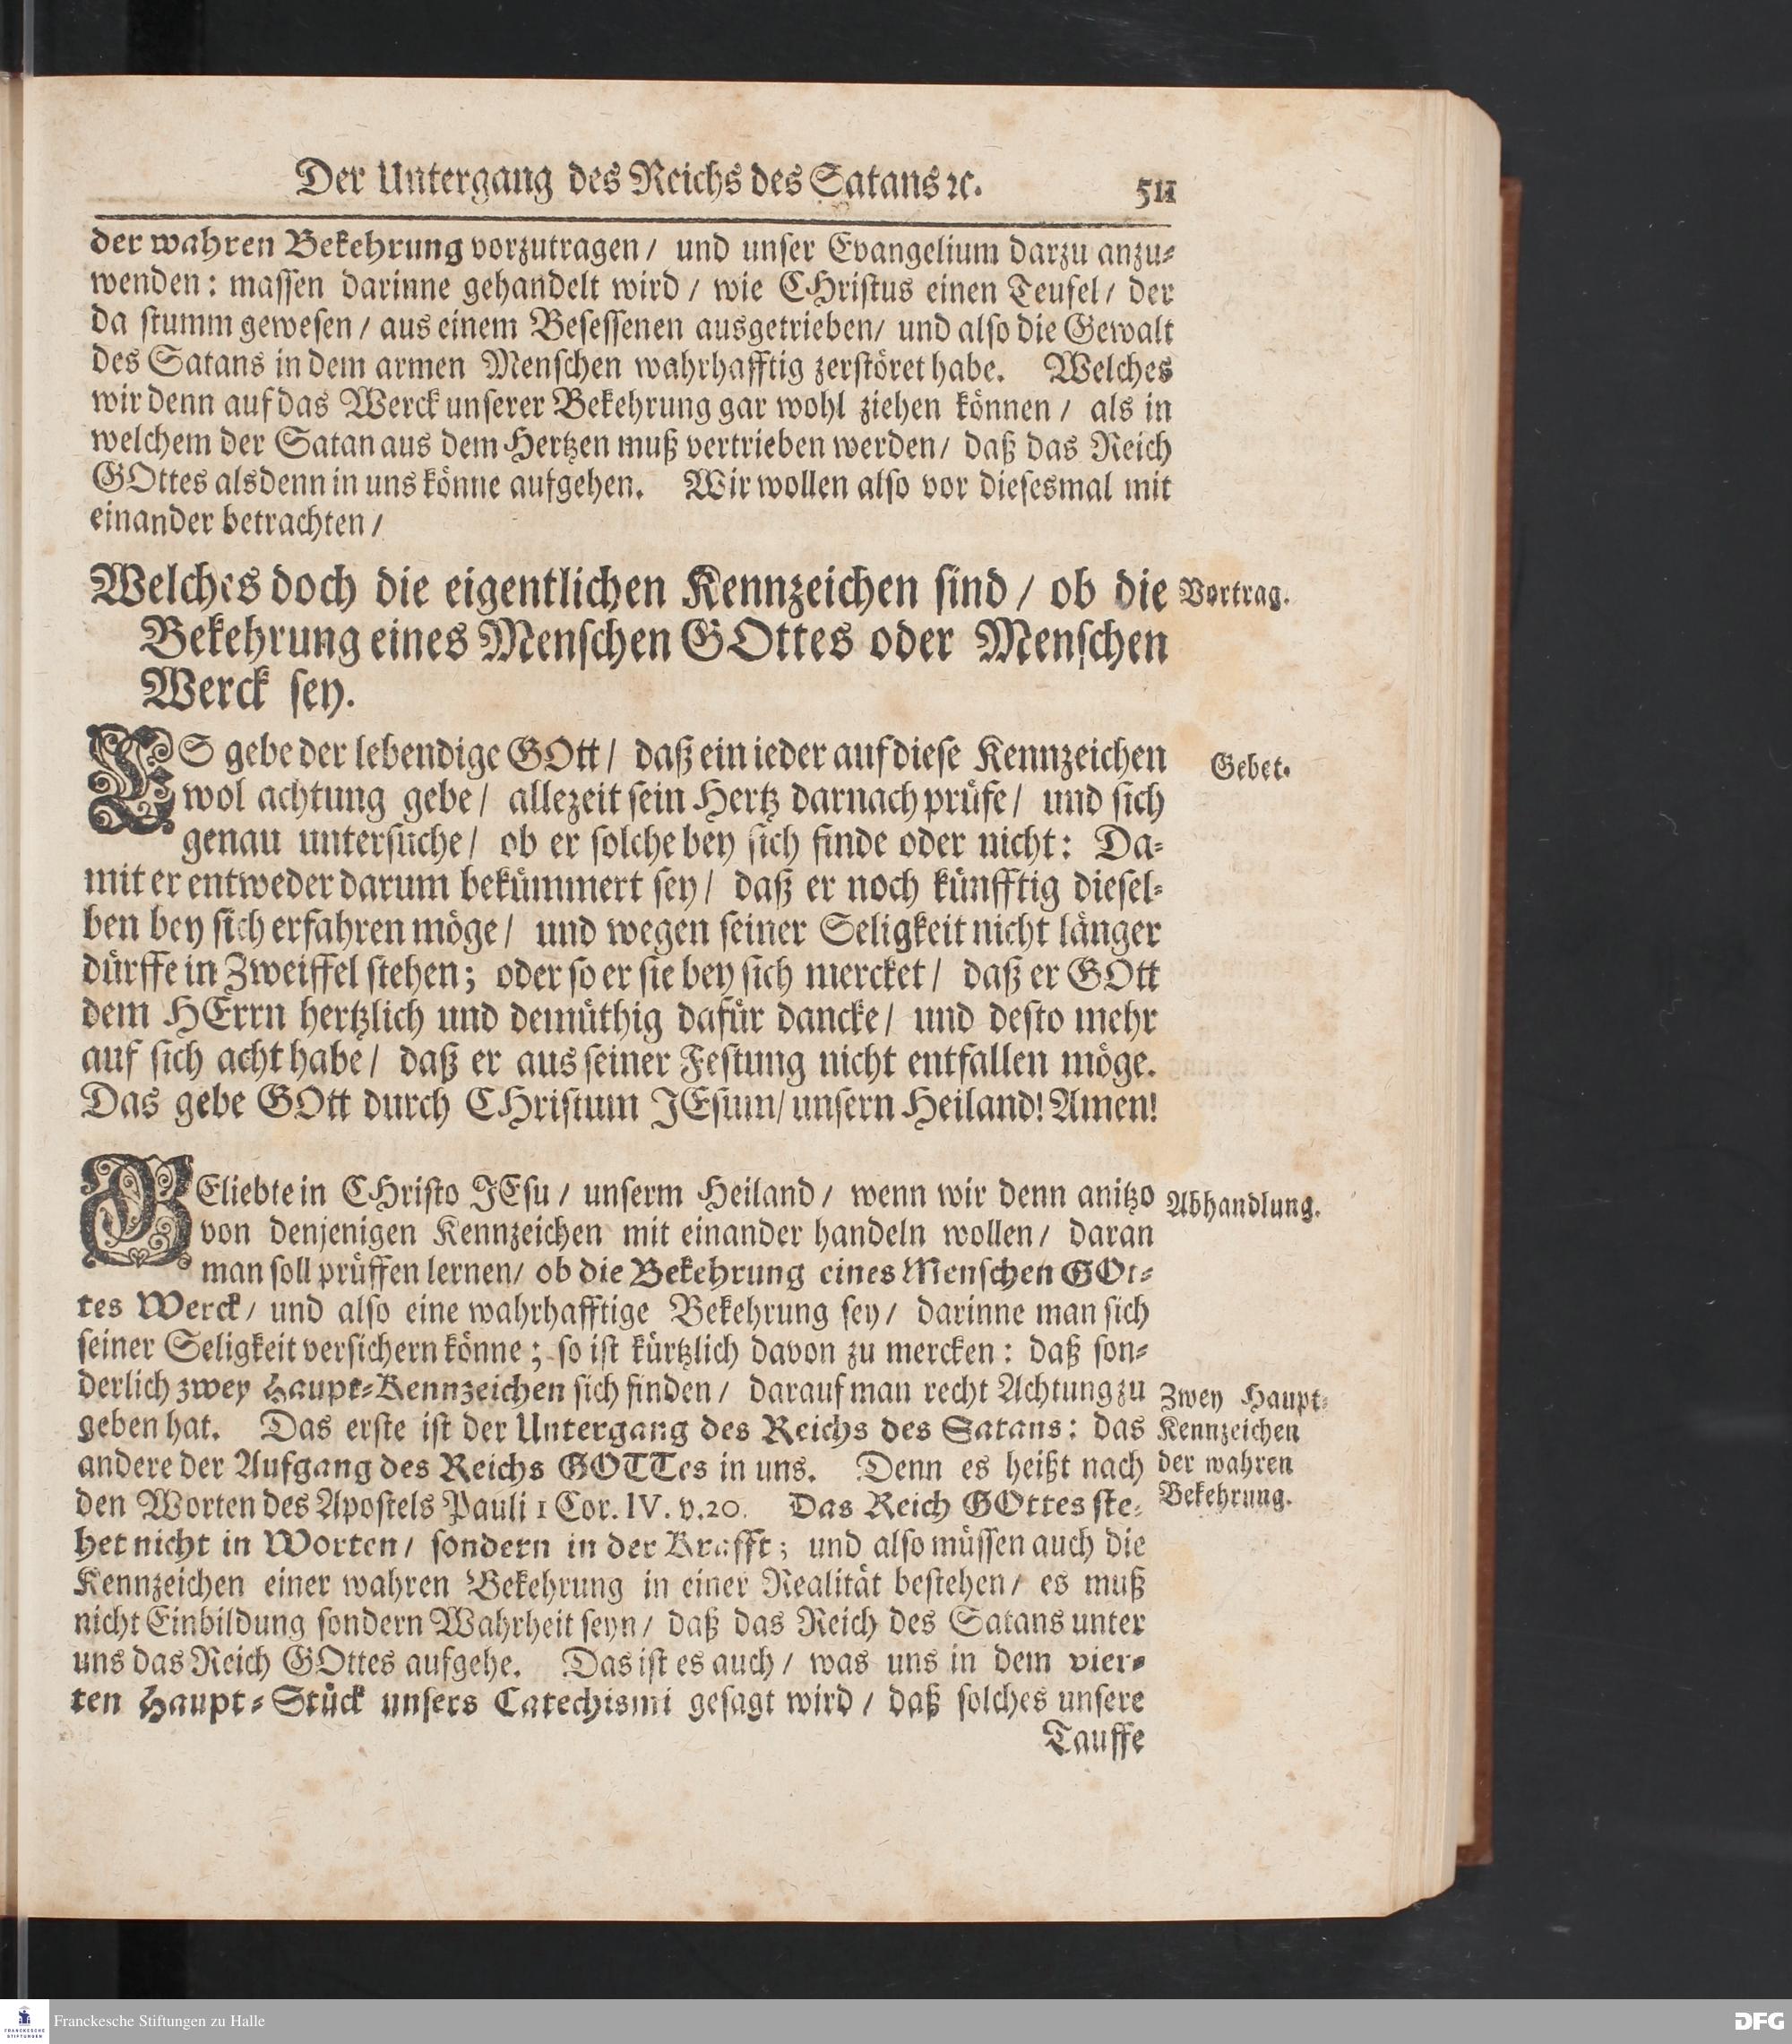 Der Untergang des Reichs des Satans ꝛc.
511
der wahren Bekehrung vorzutragen / und unſer Evangelium darzu anzu-
wenden: maſſen darinne gehandelt wird / wie CHriſtus einen Teufel / der
da ſtumm geweſen / aus einem Beſeſſenen ausgetrieben / und alſo die Gewalt
des Satans in dem armen Menſchen wahrhafftig zerſtöret habe. Welches
wir denn auf das Werck unſerer Bekehrung gar wohl ziehen können / als in
welchem der Satan aus dem Hertzen muß vertrieben werden / daß das Reich
GOttes alsdenn in uns könne aufgehen. Wir wollen alſo vor dieſesmal mit
einander betrachten /
Welches doch die eigentlichen Kennzeichen ſind / ob die
Vortrag.
Bekehrung eines Menſchen GOttes oder Menſchen
Werck ſey.
ES gebe der lebendige GOtt / daß ein ieder auf dieſe Kennzeichen
Gebet.
wol achtung gebe / allezeit ſein Hertz darnach prüfe / und ſich
genau unterſuche / ob er ſolche bey ſich finde oder nicht: Da-
mit er entweder darum bekümmert ſey / daß er noch künfftig dieſel-
ben bey ſich erfahren möge / und wegen ſeiner Seligkeit nicht länger
dürffe in Zweiffel ſtehen; oder ſo er ſie bey ſich mercket / daß er GOtt
dem HErrn hertzlich und demüthig dafür dancke / und deſto mehr
auf ſich acht habe / daß er aus ſeiner Feſtung nicht entfallen möge.
Das gebe GOtt durch CHriſtum JEſum / unſern Heiland! Amen!
GEliebte in CHriſto JEſu / unſerm Heiland / wenn wir denn anitzo
Abhandlung.
von denjenigen Kennzeichen mit einander handeln wollen / daran
man ſoll prüffen lernen / ob die Bekehrung eines Menſchen GOt-
tes Werck / und alſo eine wahrhafftige Bekehrung ſey / darinne man ſich
ſeiner Seligkeit verſichern könne; ſo iſt kürtzlich davon zu mercken: daß ſon-
derlich zwey Haupt-Kennzeichen ſich finden / darauf man recht Achtung zu
geben hat. Das erſte iſt der Untergang des Reichs des Satans: das
andere der Aufgang des Reichs GOTTes in uns. Denn es heißt nach
den Worten des Apoſtels Pauli 1 Cor. IV. v. 20. Das Reich GOttes ſte-
Zwey Haupt-
Kennzeichen
der wahren
Bekehrung.
het nicht in Worten / ſondern in der Krafft; und alſo müſſen auch die
Kennzeichen einer wahren Bekehrung in einer Realität beſtehen / es muß
nicht Einbildung ſondern Wahrheit ſeyn / daß das Reich des Satans unter
uns das Reich GOttes aufgehe. Das iſt es auch / was uns in dem vier-
ten Haupt-Stück unſers Catechismi geſagt wird / daß ſolches unſere
Tauffe
FRANCKESCHE
STIFTUNGEN
Franckesche Stiftungen zu Halle
DFG